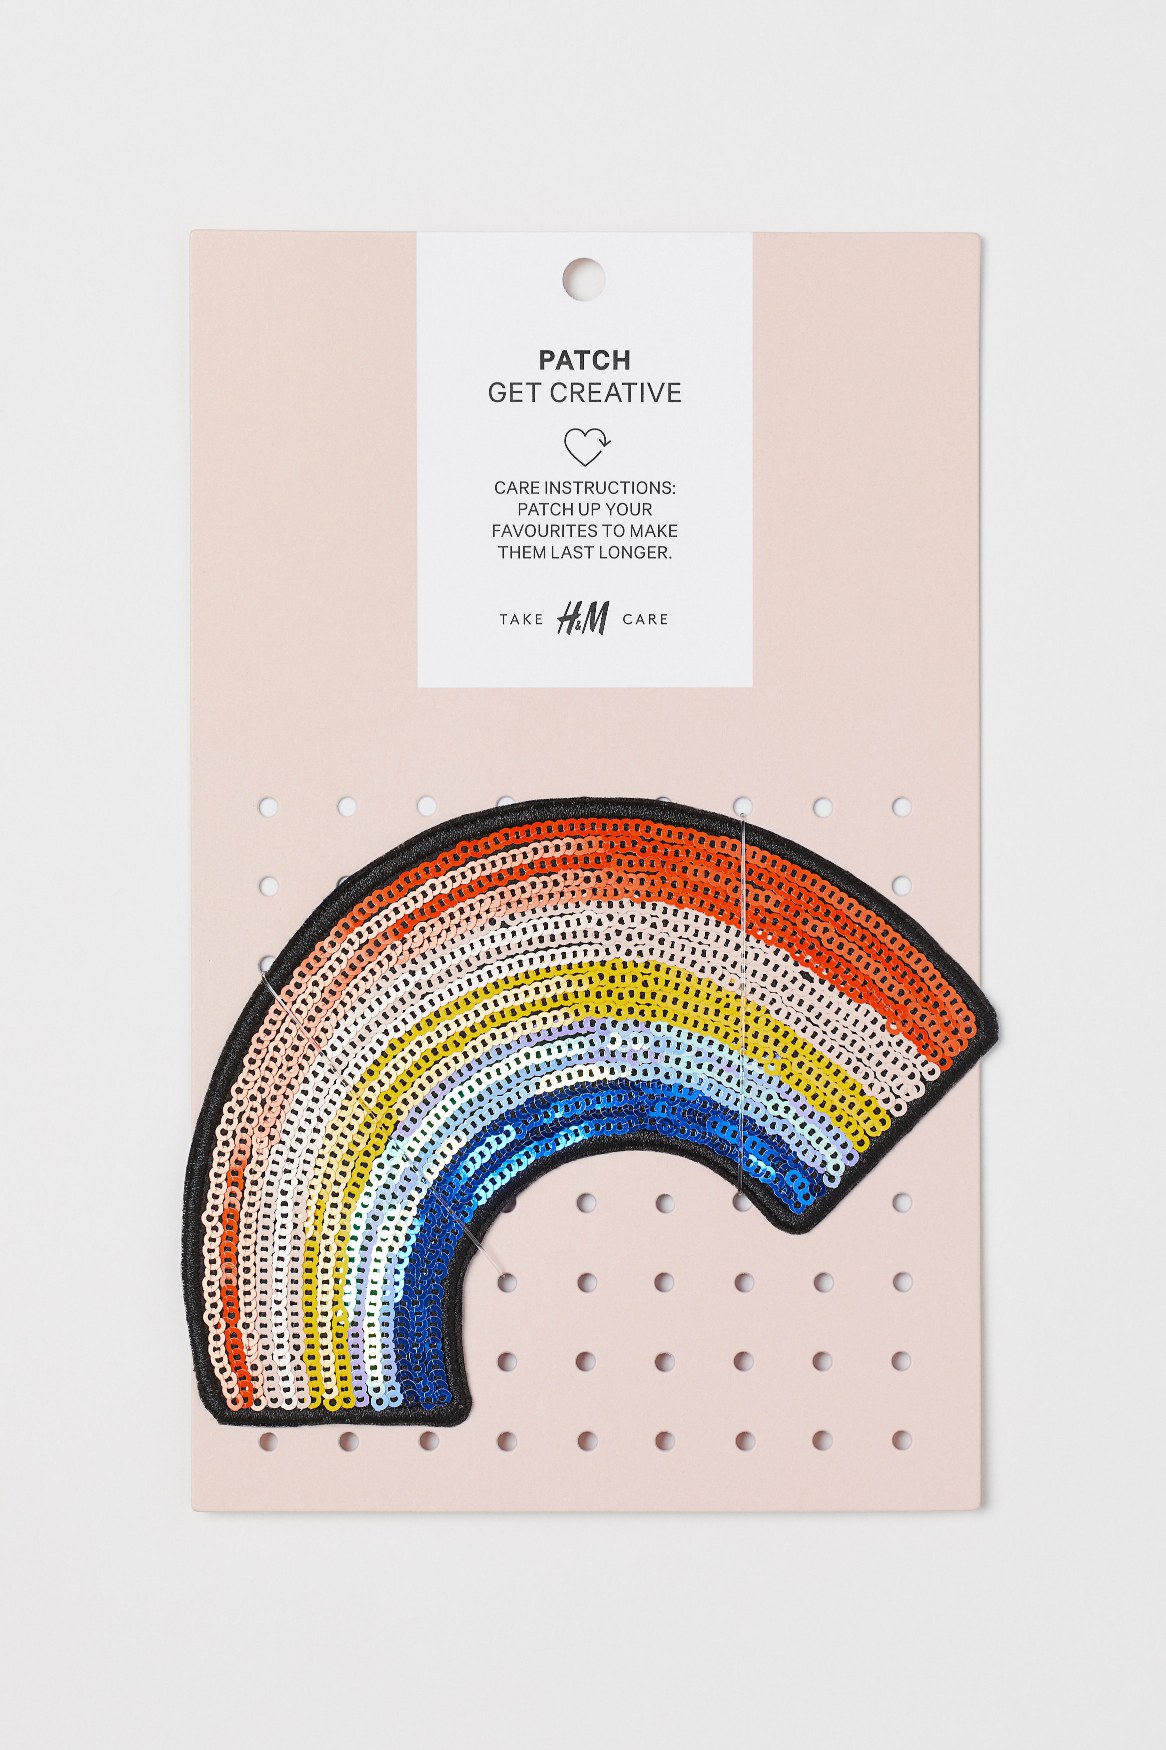 PATCH
GET CREATIVE
CARE INSTRUCTIONS:
PATCH UP YOUR
FAVOURITES TO MAKE
THEM LAST LONGER.
TAKE H&M CARE